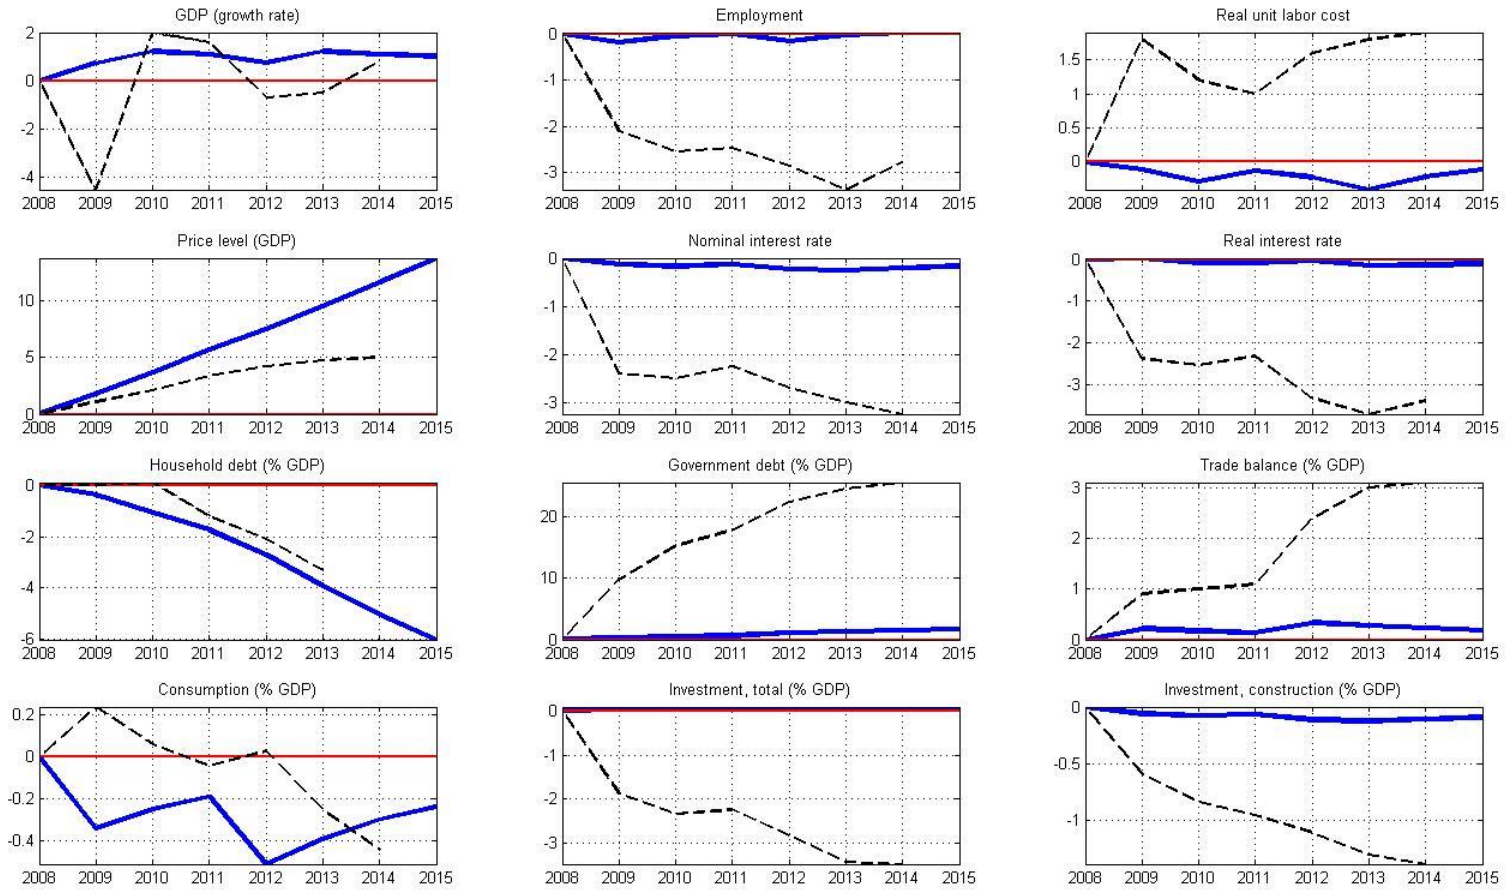 GDP (growth rate)
2
0
-2
-4
2008 2009 2010 2011 2012 2013 2014 2015
Employment
0
-1
-2
-3
2008 2009 2010 2011 2012 2013 2014 2015
Real unit labor cost
1.5
1
0.5
0
2008 2009 2010 2011 2012 2013 2014 2015
Price level (GDP)
10
5
0
2008 2009 2010 2011 2012 2013 2014 2015
Nominal interest rate
0
-1
-2
-3
2008 2009 2010 2011 2012 2013 2014 2015
Real interest rate
0
-1
-2
-3
2008 2009 2010 2011 2012 2013 2014 2015
Household debt (% GDP)
0
-2
-4
-6
2008 2009 2010 2011 2012 2013 2014 2015
Government debt (% GDP)
20
10
0
2008 2009 2010 2011 2012 2013 2014 2015
Trade balance (% GDP)
3
2
1
0
2008 2009 2010 2011 2012 2013 2014 2015
Consumption (% GDP)
0.2
0
-0.2
-0.4
2008 2009 2010 2011 2012 2013 2014 2015
Investment, total (% GDP)
0
-1
-2
-3
2008 2009 2010 2011 2012 2013 2014 2015
Investment, construction (% GDP)
0
-0.5
-1
2008 2009 2010 2011 2012 2013 2014 2015